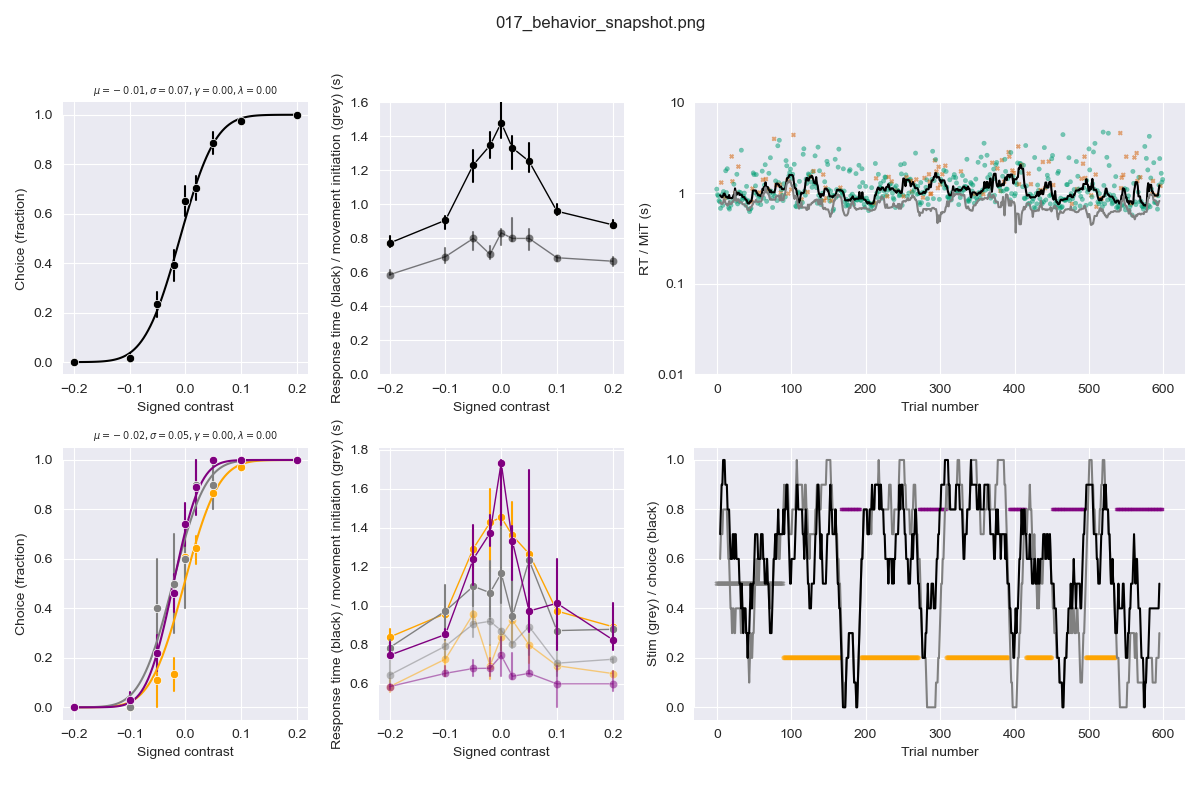 017_behavior_snapshot.png
μ = −0.01, σ = 0.07, γ = 0.00, λ = 0.00
Choice (fraction)
1.0
0.8
0.6
0.4
0.2
0.0
−0.2 −0.1 0.0 0.1 0.2
Signed contrast
Response time (black) / movement initiation (grey) (s)
1.6
1.4
1.2
1.0
0.8
0.6
0.4
0.2
0.0
−0.2 −0.1 0.0 0.1 0.2
Signed contrast
RT / MiT (s)
10
1
0.1
0.01
0 100 200 300 400 500 600
Trial number
μ = −0.02, σ = 0.05, γ = 0.00, λ = 0.00
Choice (fraction)
1.0
0.8
0.6
0.4
0.2
0.0
−0.2 −0.1 0.0 0.1 0.2
Signed contrast
Response time (black) / movement initiation (grey) (s)
1.8
1.6
1.4
1.2
1.0
0.8
0.6
−0.2 −0.1 0.0 0.1 0.2
Signed contrast
Stim (grey) / choice (black)
1.0
0.8
0.6
0.4
0.2
0.0
0 100 200 300 400 500 600
Trial number